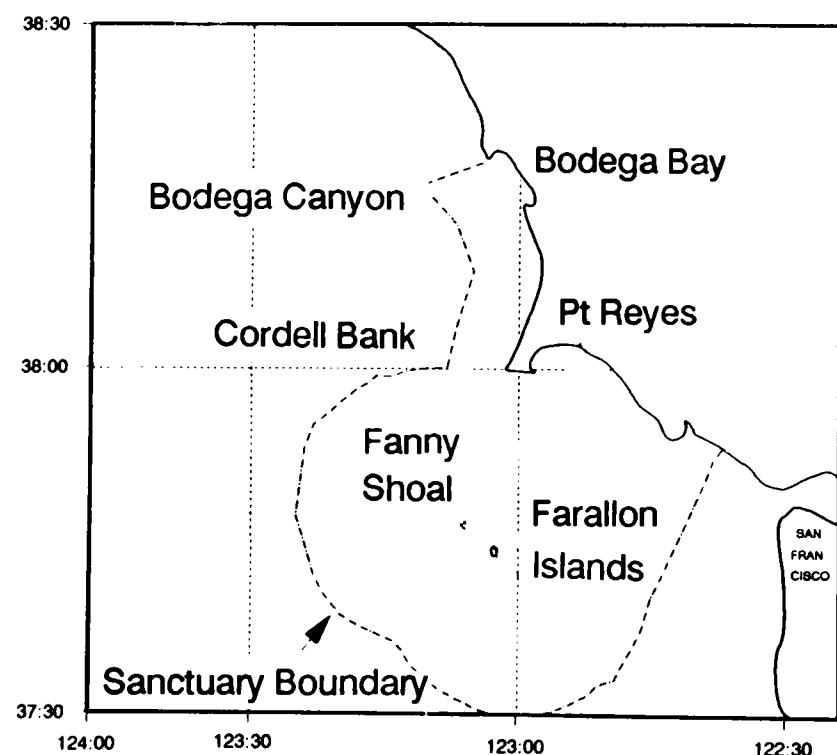 38:30
Bodega Bay
Bodega Canyon
Pt Reyes
Cordell Bank
38:00
Fanny
Shoal
Farallon
Islands
SAN
FRAN
CISCO
Sanctuary Boundary
37:30
124:00
123:30
123:00
122:30